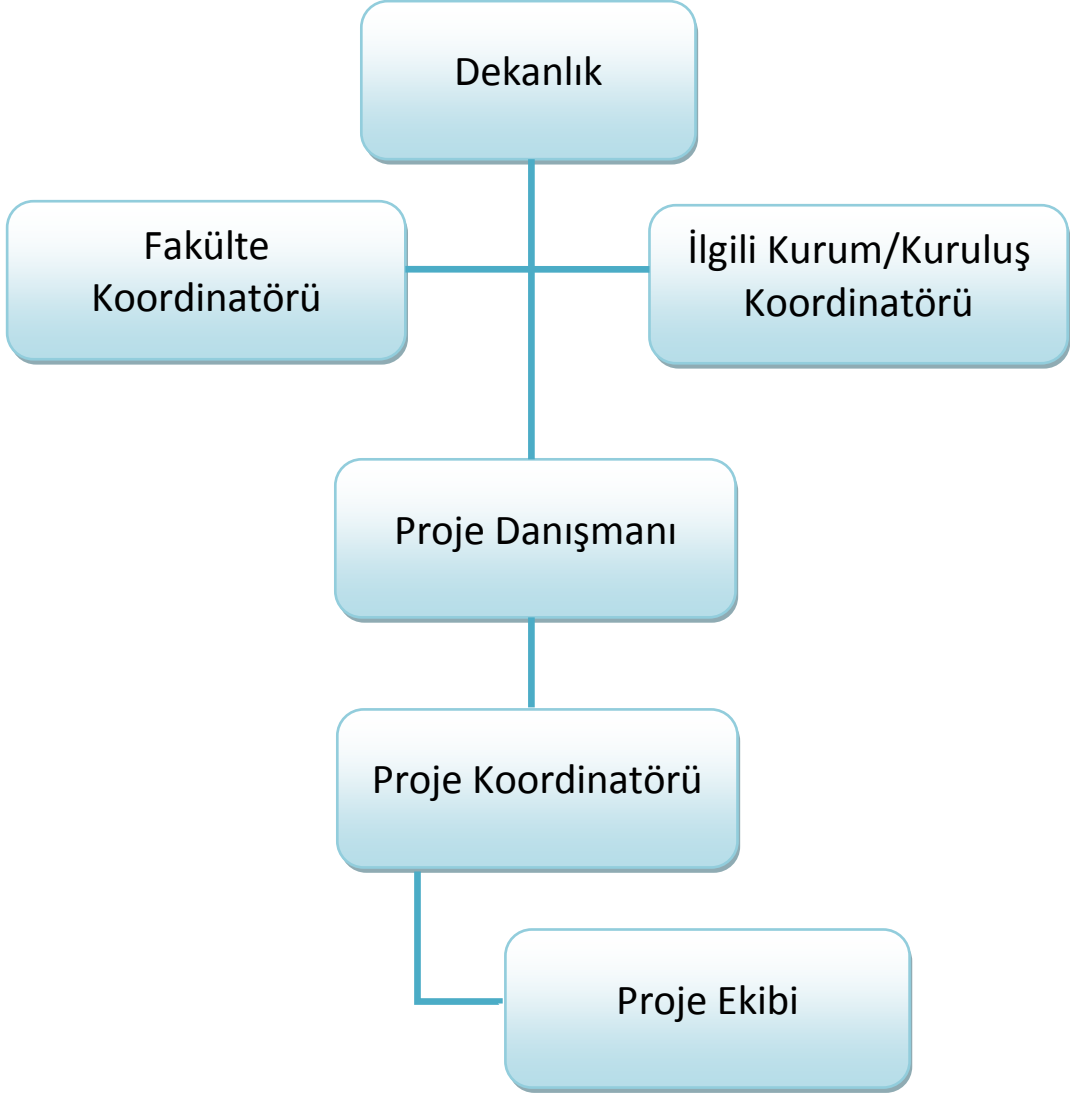 Dekanlık
Fakülte
Koordinatörü
İlgili Kurum/Kuruluş
Koordinatörü
Proje Danışmanı
Proje Koordinatörü
Proje Ekibi